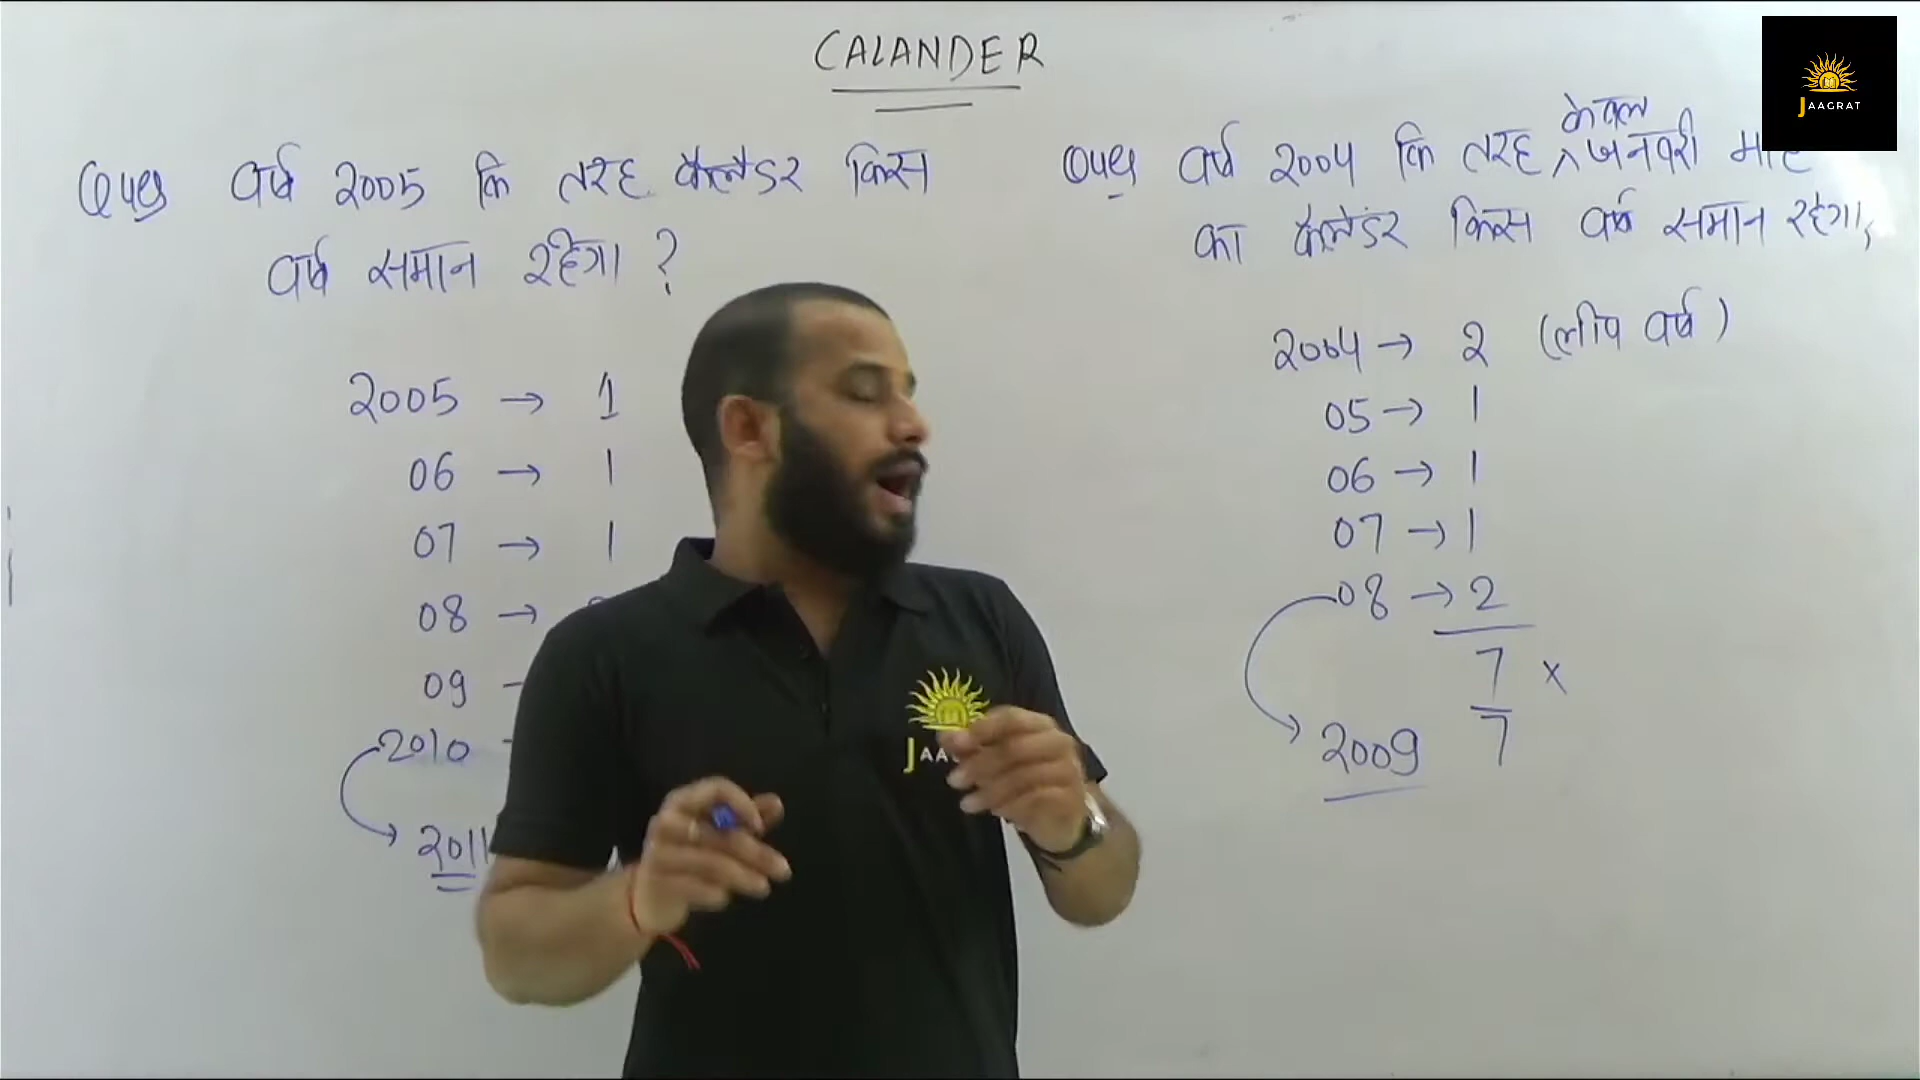 CALANDER
Ques वर्ष 2005 कि तरह कैलेंडर किस
वर्ष समान रहेगा ?
2005 → 1
06 → 1
07 → 1
08 →
09
2010
2011
केवल
Ques वर्ष 2004 कि तरह ^ जनवरी माह
का कैलेंडर किस वर्ष समान रहेगा,
2004 → 2 (लीप वर्ष)
05 → 1
06 → 1
07 → 1
08 → 2
7 x
7
2009
JAAGRAT